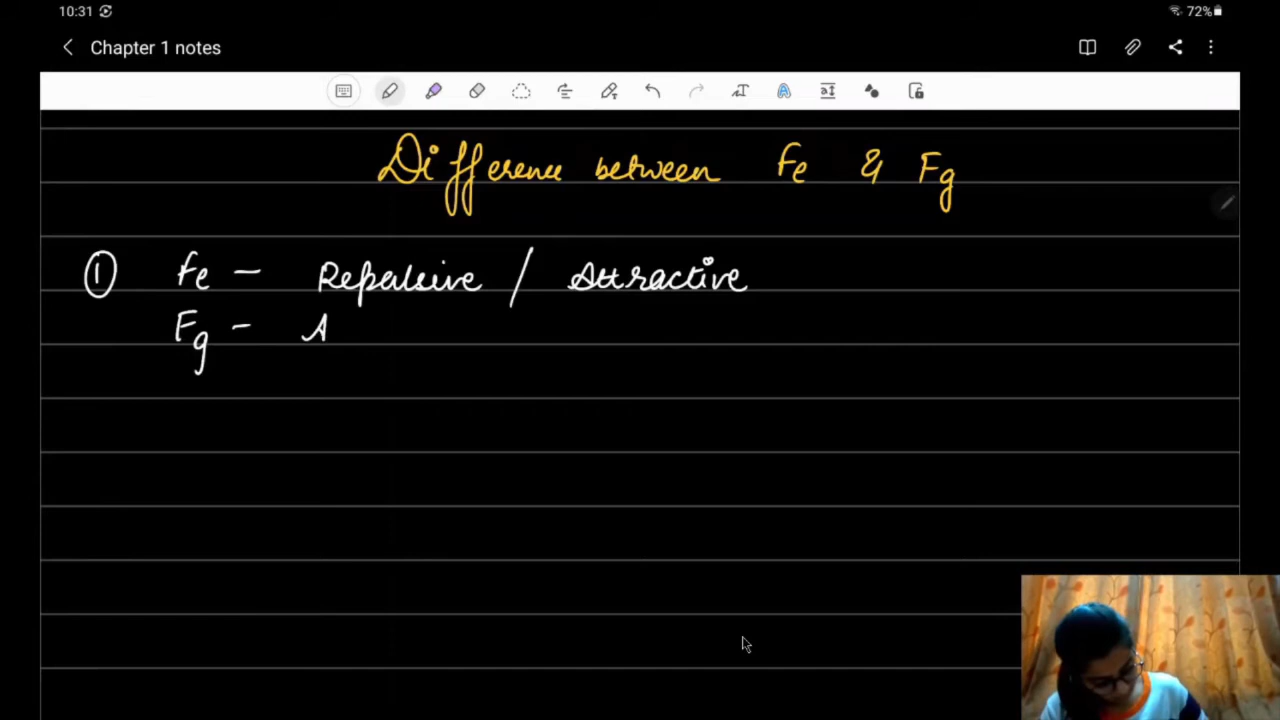 10:31
72%
Chapter 1 notes
Difference between Fe & Fg
① Fe - Repulsive / Attractive
Fg - A